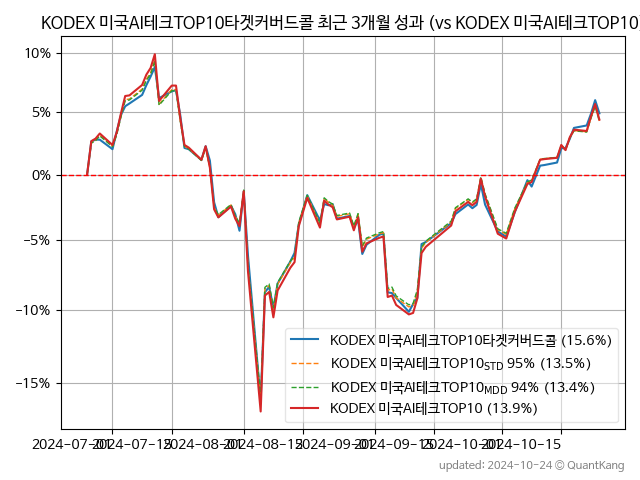 KODEX 미국AI테크TOP10타겟커버드콜 최근 3개월 성과 (vs KODEX 미국AI테크TOP10)
10%
5%
0%
−5%
−10%
−15%
KODEX 미국AI테크TOP10타겟커버드콜 (15.6%)
KODEX 미국AI테크TOP10STD 95% (13.5%)
KODEX 미국AI테크TOP10MDD 94% (13.4%)
KODEX 미국AI테크TOP10 (13.9%)
2024-07-01 2024-07-15 2024-08-01 2024-08-15 2024-09-01 2024-09-15 2024-10-01 2024-10-15
updated: 2024-10-24 © QuantKang